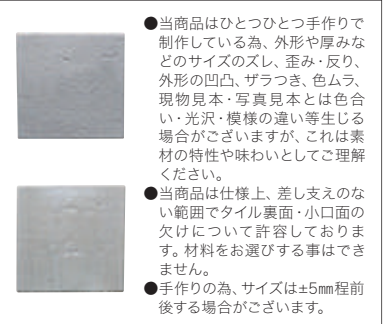 ●当商品はひとつひとつ手作りで
制作している為、外形や厚みな
どのサイズのズレ、歪み・反り、
外形の凹凸、ザラつき、色ムラ、
現物見本・写真見本とは色合
い・光沢・模様の違い等生じる
場合がございますが、これは素
材の特性や味わいとしてご理解
ください。
●当商品は仕様上、差し支えのな
い範囲でタイル裏面・小口面の
欠けについて許容しておりま
す。材料をお選びする事はでき
ません。
●手作りの為、サイズは±5㎜程前
後する場合がございます。